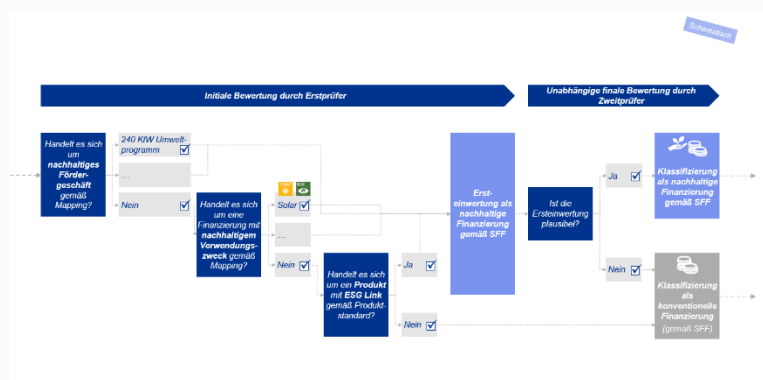 Schematisch
Initiale Bewertung durch Erstprüfer
Unabhängige finale Bewertung durch
Zweitprüfer
Handelt es sich
um
nachhaltiges
Förder-
geschäft
gemäß
Mapping?
240 KfW Umwelt-
programm
...
Nein
Handelt es sich
um eine
Finanzierung mit
nachhaltigem
Verwendungs-
zweck gemäß
Mapping?
Solar
...
Nein
Handelt es sich
um ein Produkt
mit ESG Link
gemäß Produkt-
standard?
Ja
Nein
Erst-
einwertung als
nachhaltige
Finanzierung
gemäß SFF
Ist die
Ersteinwertung
plausibel?
Ja
Nein
Klassifizierung
als nachhaltige
Finanzierung
gemäß SFF
Klassifizierung
als
konventionelle
Finanzierung
(gemäß SFF)